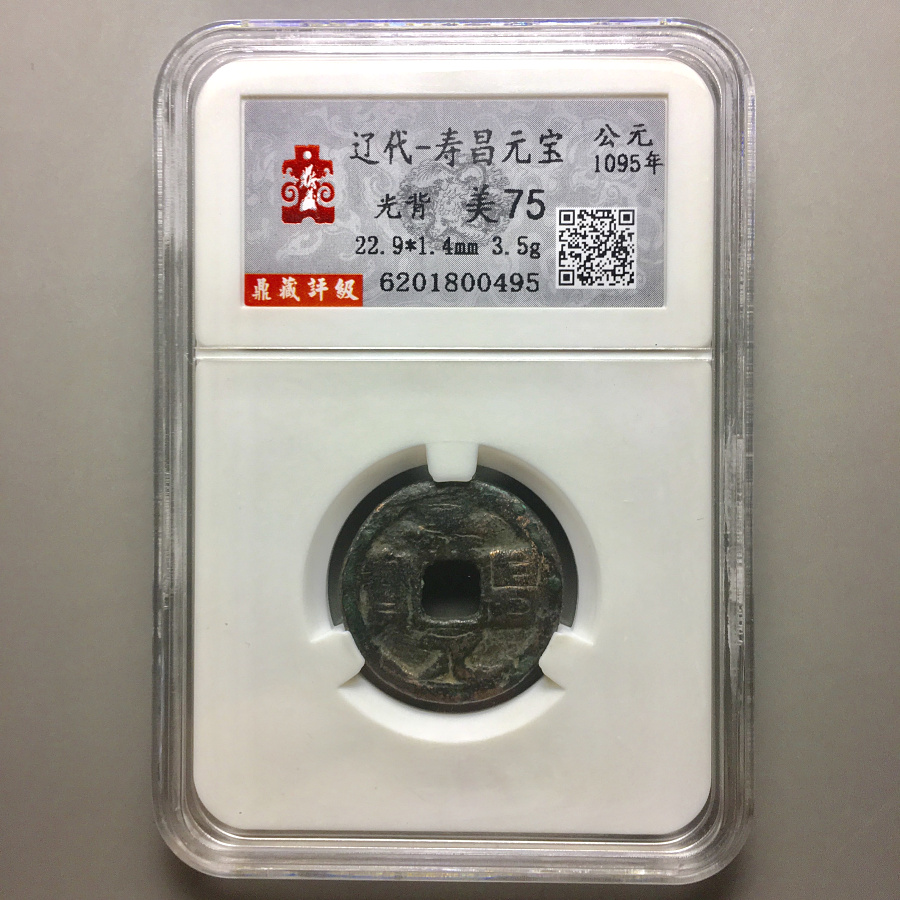 辽代-寿昌元宝
公元
1095年
光背 美75
22.9*1.4mm 3.5g
鼎藏評級 6201800495